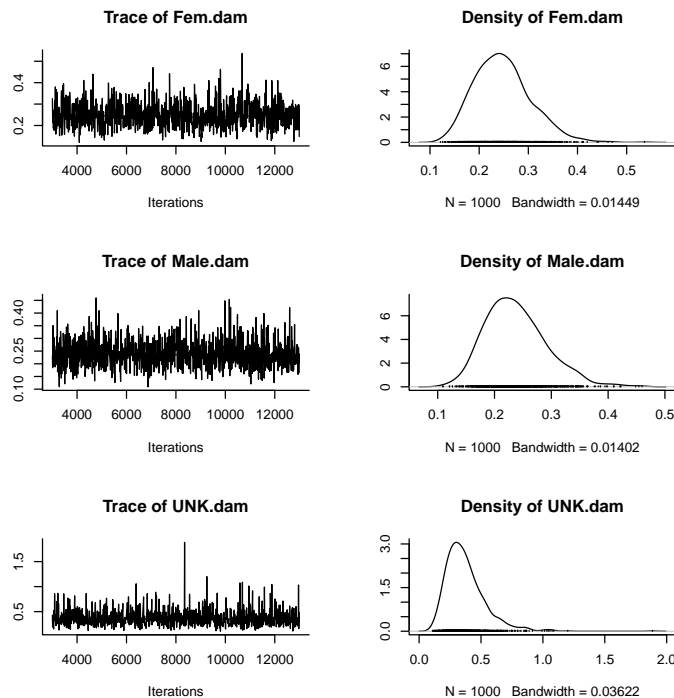 Trace of Fem.dam
0.2 0.4
4000 6000 8000 10000 12000
Iterations
Density of Fem.dam
0 2 4 6
0.1 0.2 0.3 0.4 0.5
N = 1000 Bandwidth = 0.01449
Trace of Male.dam
0.10 0.25 0.40
4000 6000 8000 10000 12000
Iterations
Density of Male.dam
0 2 4 6
0.1 0.2 0.3 0.4 0.5
N = 1000 Bandwidth = 0.01402
Trace of UNK.dam
0.5 1.5
4000 6000 8000 10000 12000
Iterations
Density of UNK.dam
0.0 1.5 3.0
0.0 0.5 1.0 1.5 2.0
N = 1000 Bandwidth = 0.03622